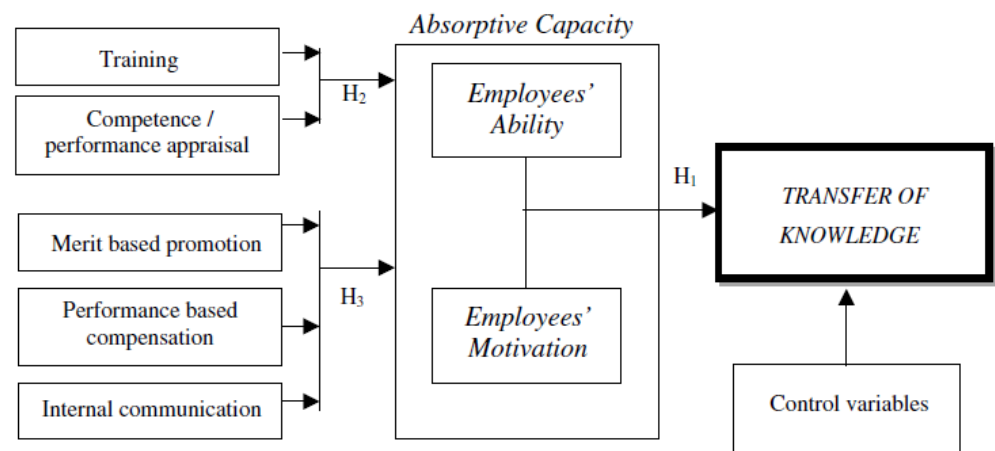 Absorptive Capacity
Training
H2
Competence /
performance appraisal
Employees'
Ability
H1
TRANSFER OF
KNOWLEDGE
Merit based promotion
H3
Performance based
compensation
Employees'
Motivation
Internal communication
Control variables